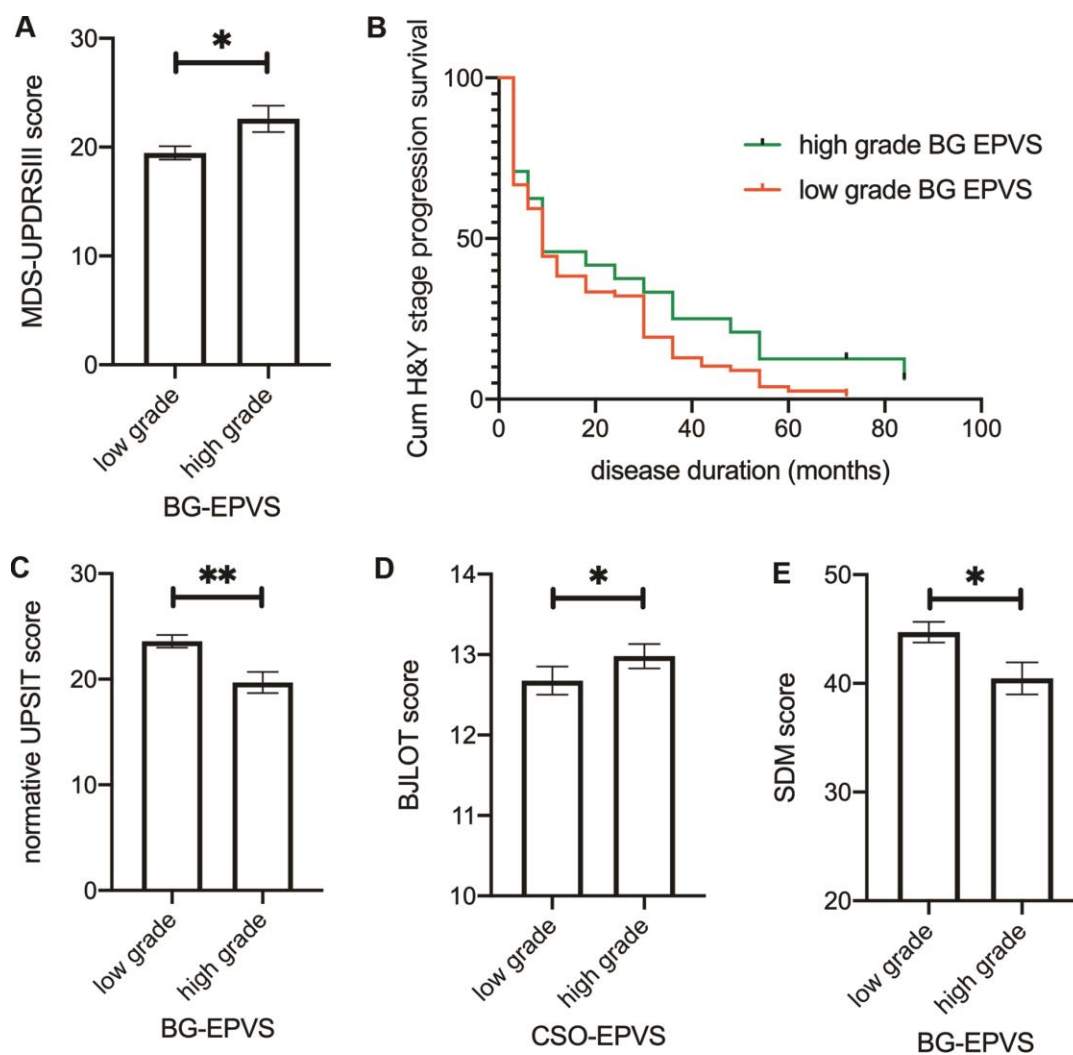 A
MDS-UPDRSIII score
30
20
10
0
*
low grade
high grade
BG-EPVS
B
Cum H&Y stage progression survival
100
50
0
high grade BG EPVS
low grade BG EPVS
0 20 40 60 80 100
disease duration (months)
C
normative UPSIT score
30
20
10
0
**
low grade
high grade
BG-EPVS
D
BJLOT score
14
13
12
11
10
*
low grade
high grade
CSO-EPVS
E
SDM score
50
40
30
20
*
low grade
high grade
BG-EPVS